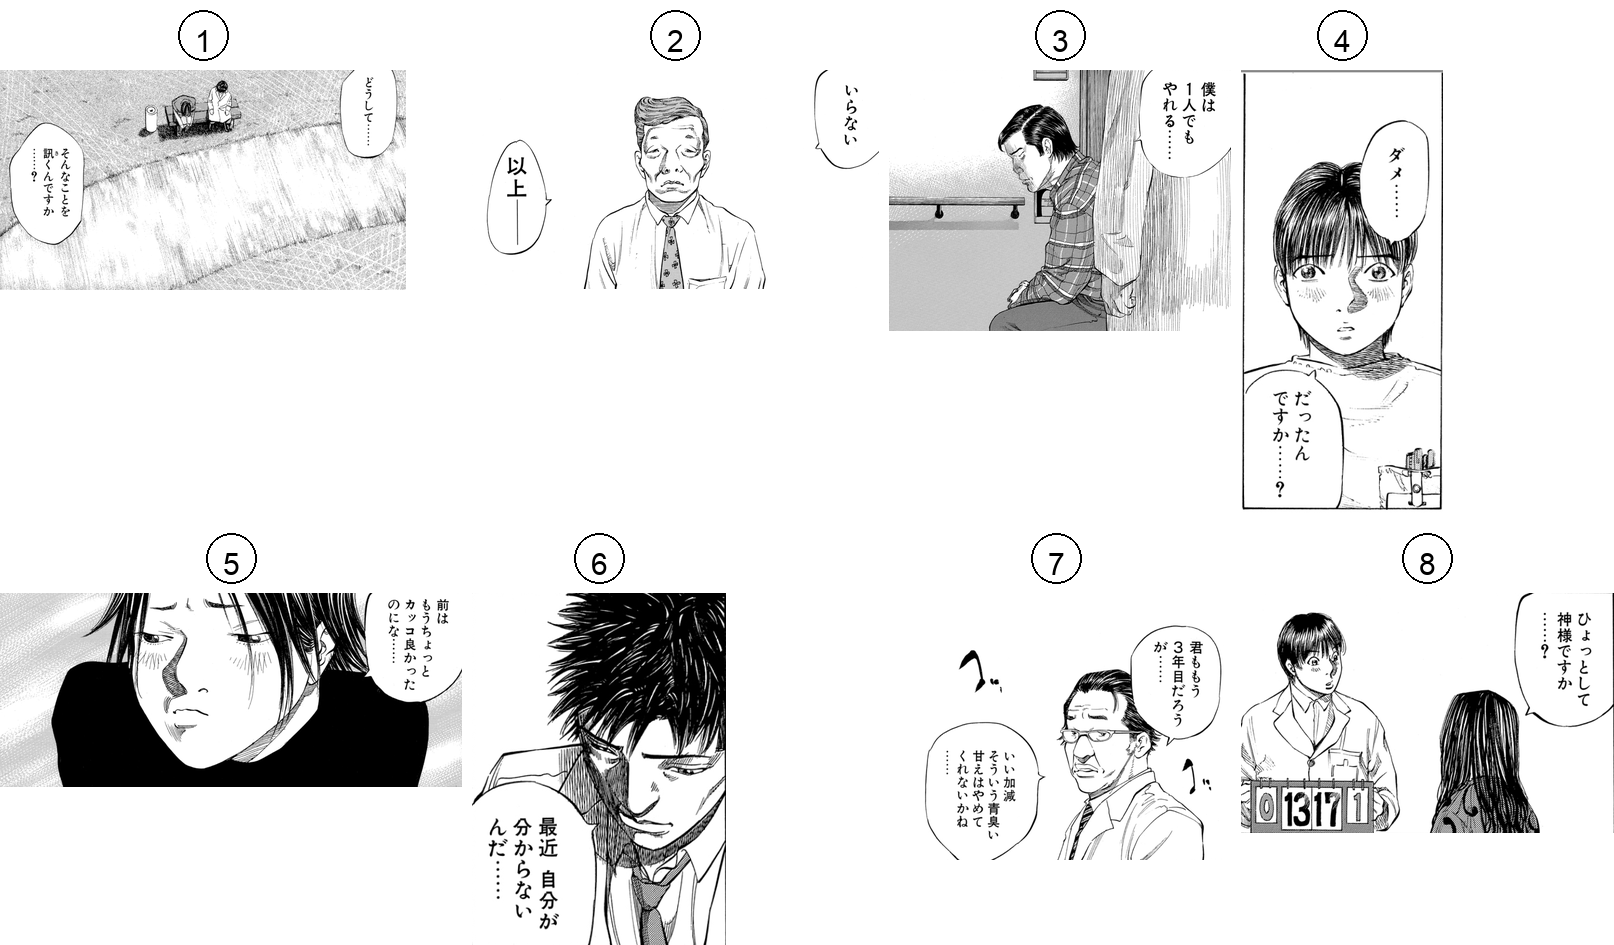 1
どうして……
そんなことを
訊くんですか
……？
き
2
以上――
3
僕は
1人でも
やれる……
いらない
4
ダメ……
だったん
ですか……？
5
前は
もうちょっと
カッコ良かった
のにな……
6
最近 自分が
分からない
んだ……
7
君ももう
3年目だろう
が……
いい加減
そういう青臭い
甘えはやめて
くれないかね
……
8
ひょっとして
神様ですか
……？
0 13 17 1